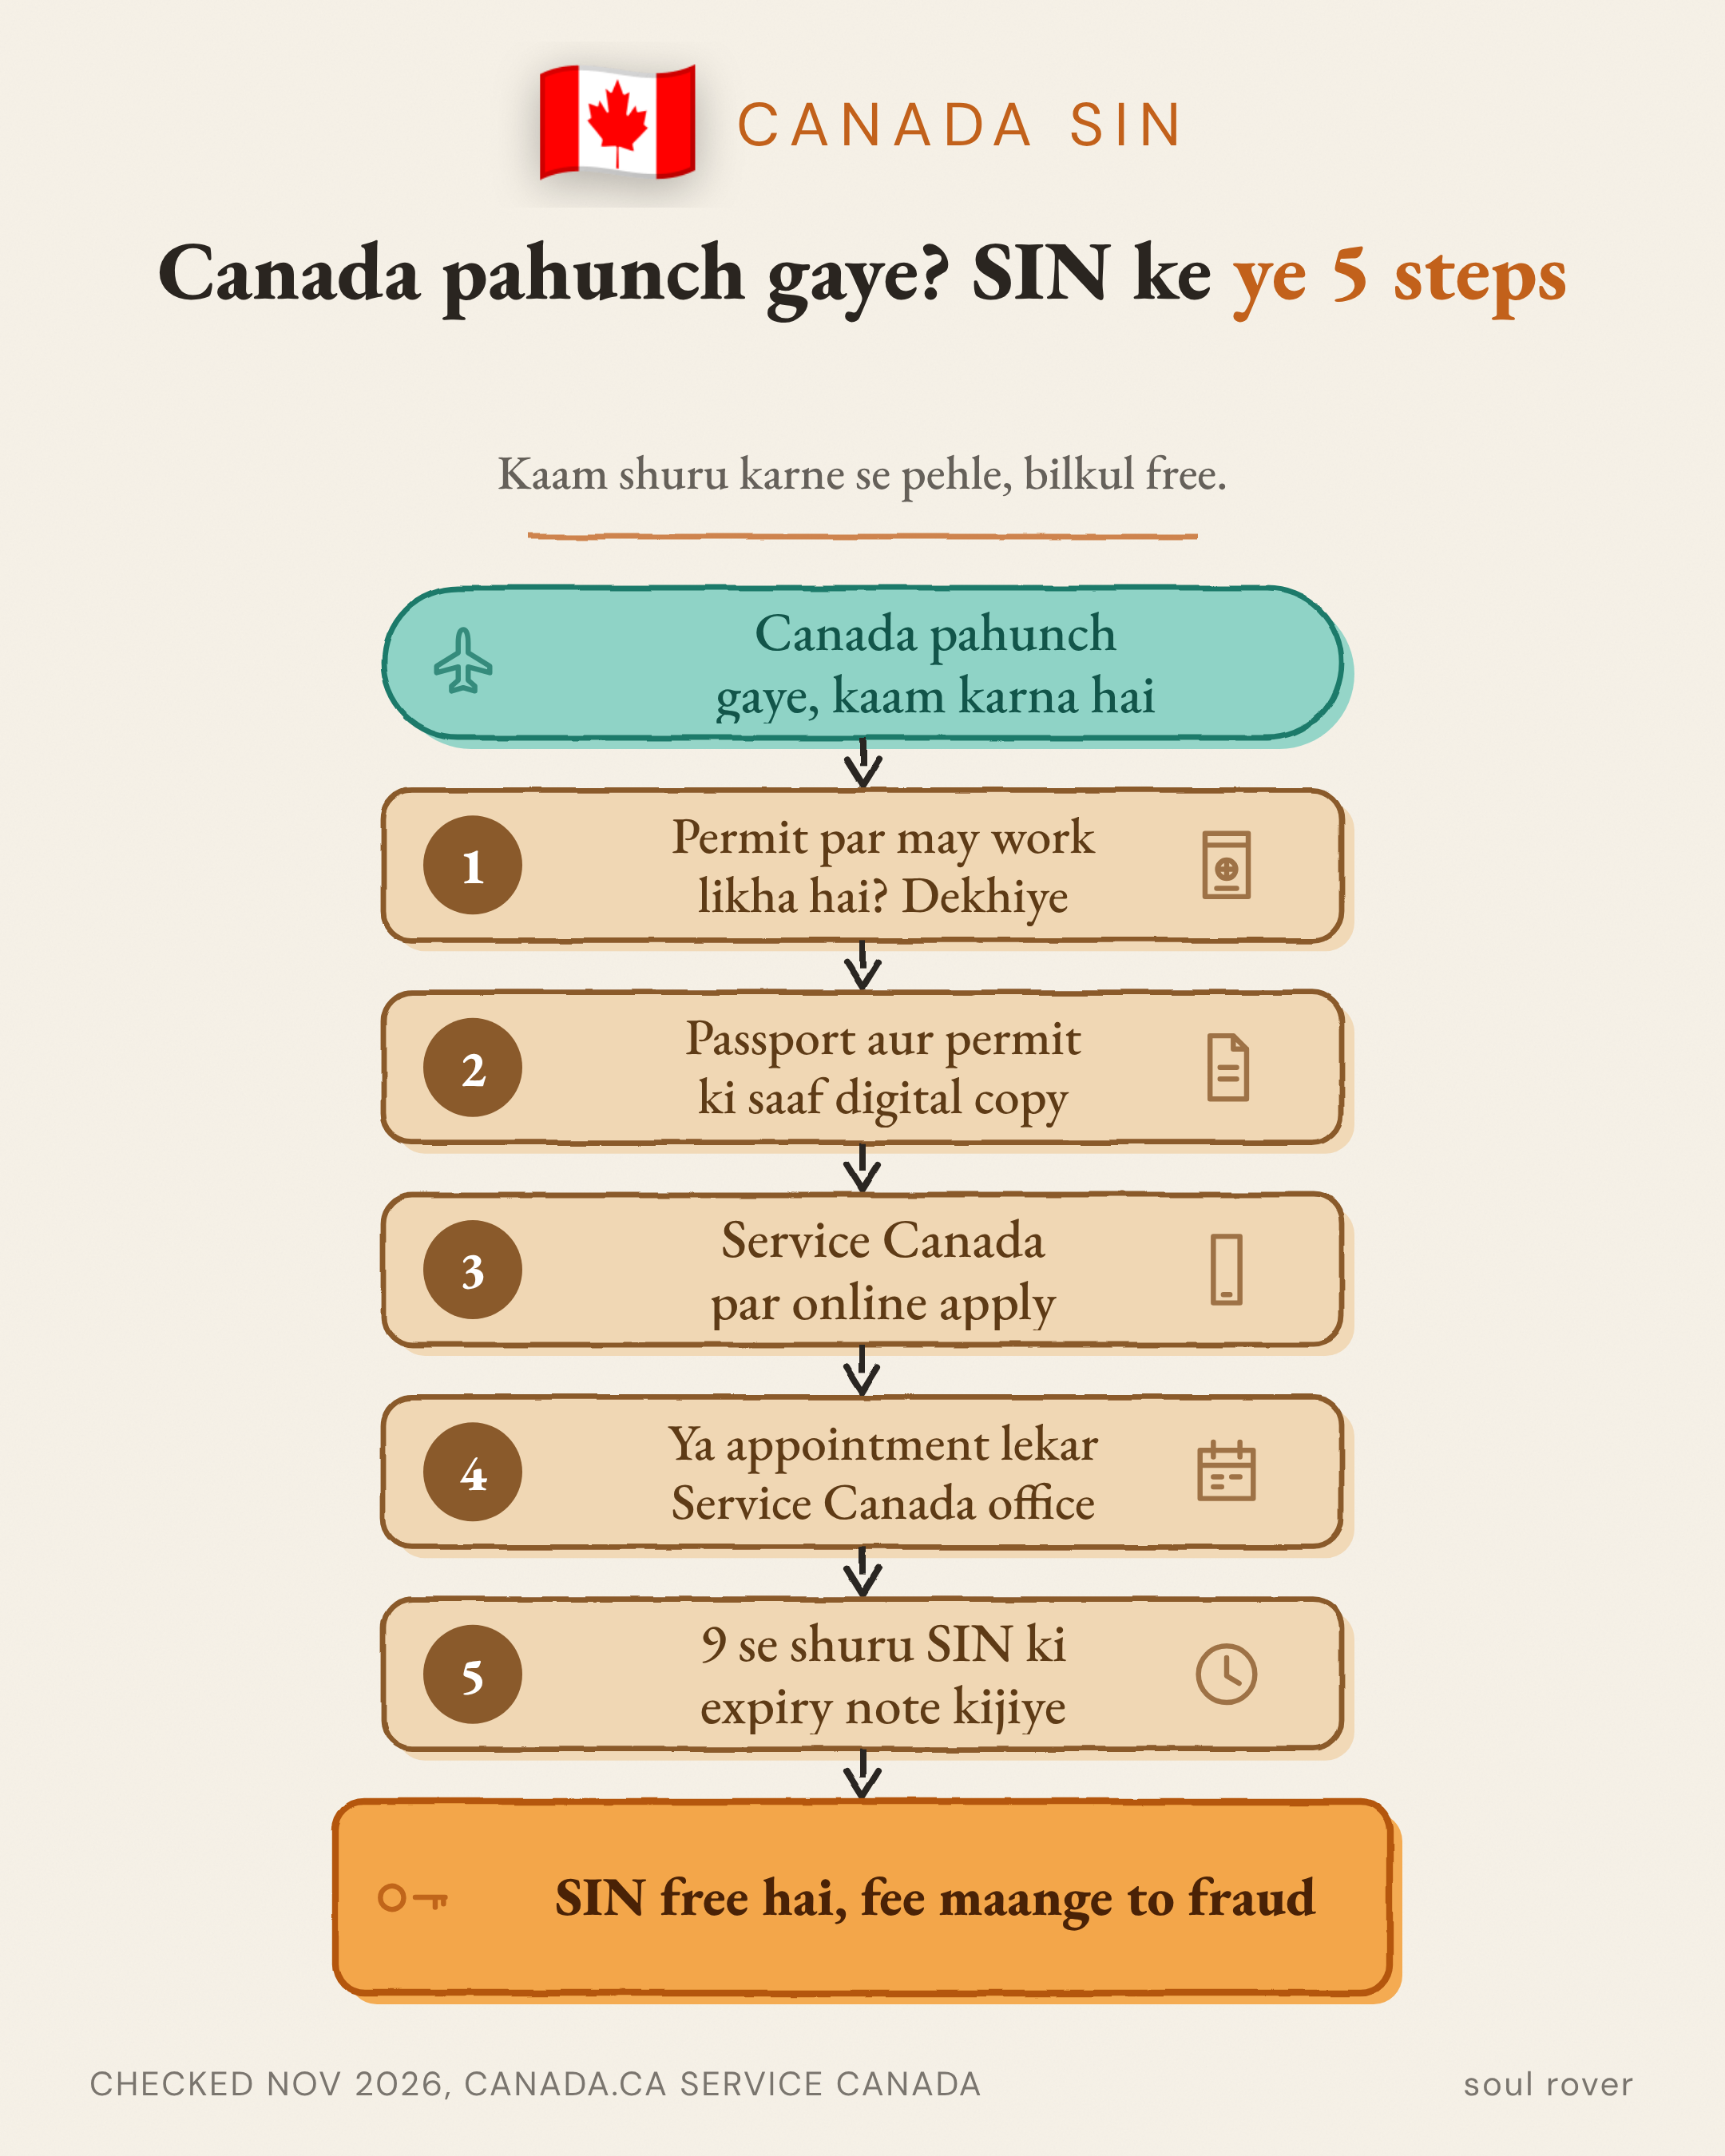 CANADA SIN
Canada pahunch gaye? SIN ke ye 5 steps
Kaam shuru karne se pehle, bilkul free.
Canada pahunch
gaye, kaam karna hai
1
Permit par may work
likha hai? Dekhiye
2
Passport aur permit
ki saaf digital copy
3
Service Canada
par online apply
4
Ya appointment lekar
Service Canada office
5
9 se shuru SIN ki
expiry note kijiye
SIN free hai, fee maange to fraud
CHECKED NOV 2026, CANADA.CA SERVICE CANADA
soul rover